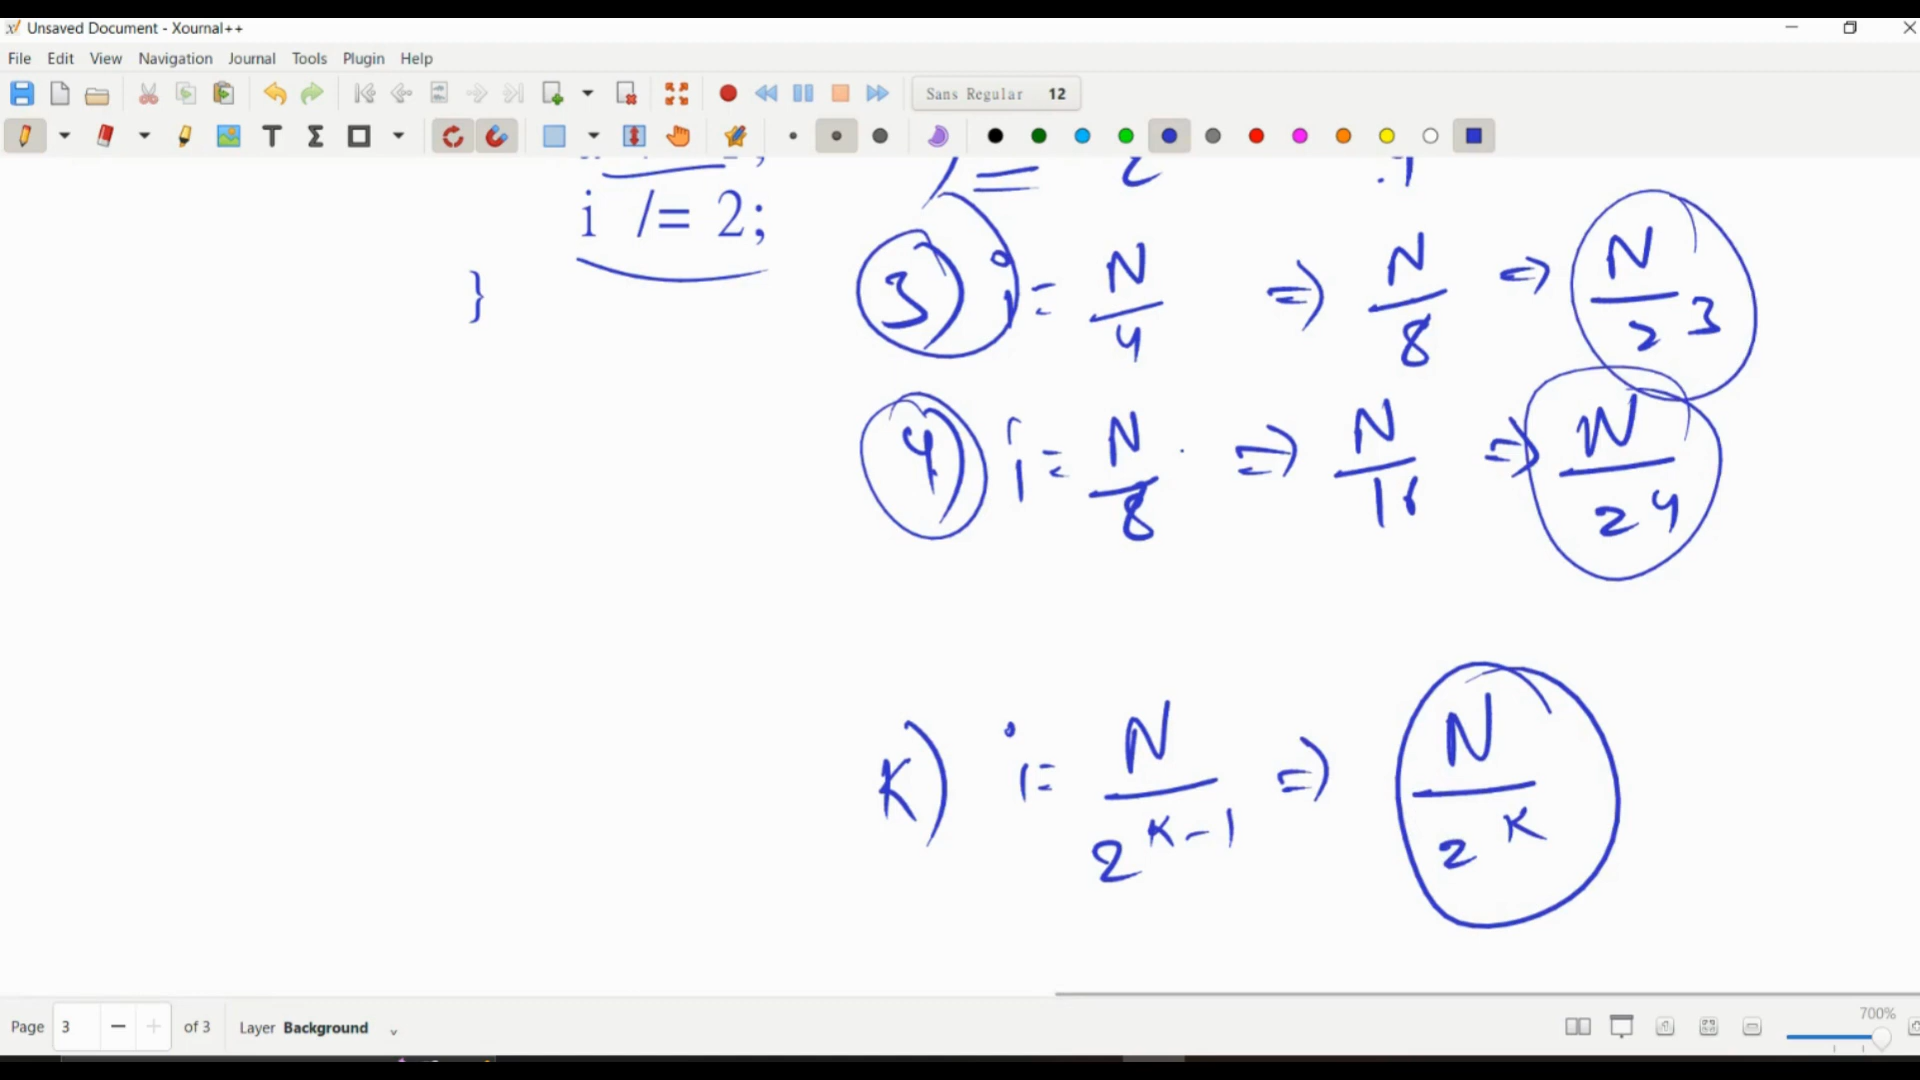 Unsaved Document - Xournal++
File Edit View Navigation Journal Tools Plugin Help
Sans Regular 12
i /= 2;
}
3) i = N/4 => N/8 => N/2^3
4) i = N/8 => N/16 => N/2^4
K) i = N/2^K-1 => N/2^K
Page 3 of 3 Layer Background
700%